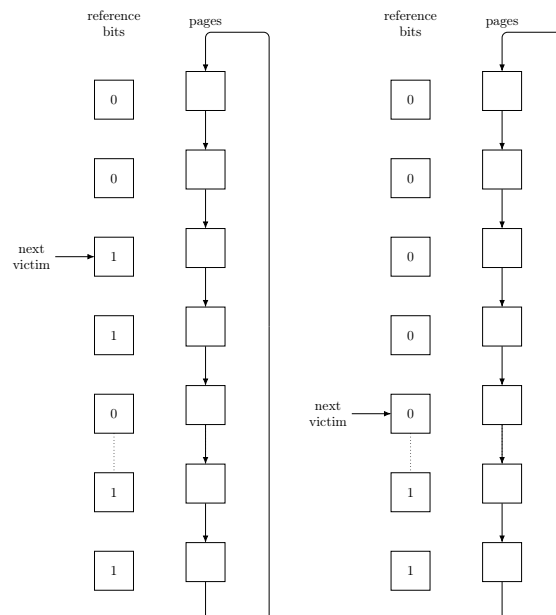 reference
bits
pages
0
0
next
victim
1
1
0
1
1
reference
bits
pages
0
0
0
0
next
victim
0
1
1